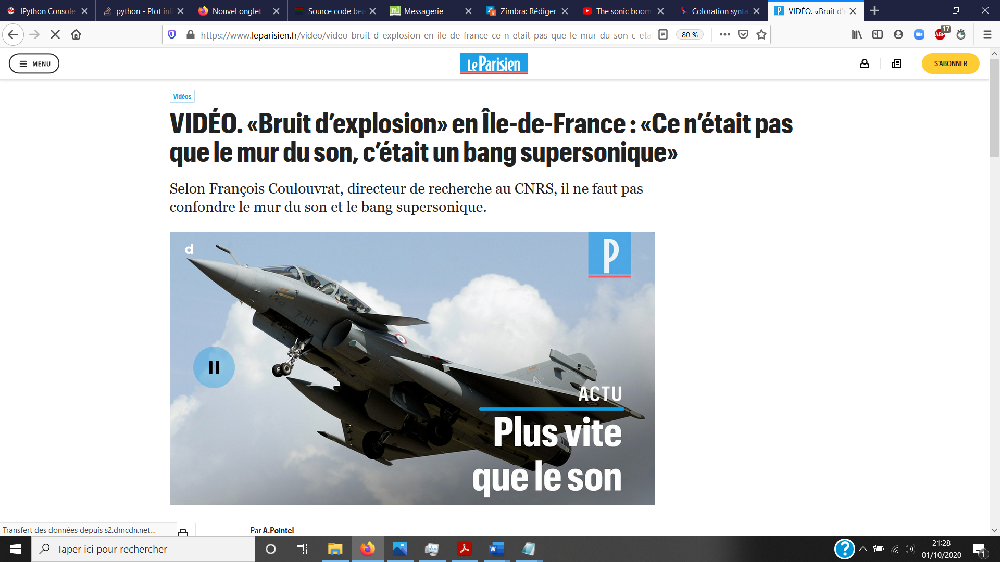 IPython Console
python - Plot inl
Nouvel onglet
Source code bea
Messagerie
Zimbra: Rédiger
The sonic boom
Coloration synta
VIDÉO. «Bruit d'e
https://www.leparisien.fr/video/video-bruit-d-explosion-en-ile-de-france-ce-n-etait-pas-que-le-mur-du-son-c-eta
80 %
ABP
17
MENU
Le Parisien
S'ABONNER
Vidéos
VIDÉO. «Bruit d'explosion» en Île-de-France : «Ce n'était pas
que le mur du son, c'était un bang supersonique»
Selon François Coulouvrat, directeur de recherche au CNRS, il ne faut pas
confondre le mur du son et le bang supersonique.
d
P
7-HF
ACTU
Plus vite
que le son
Transfert des données depuis s2.dmcdn.net...
Par A.Pointel
Taper ici pour rechercher
21:28
01/10/2020
1